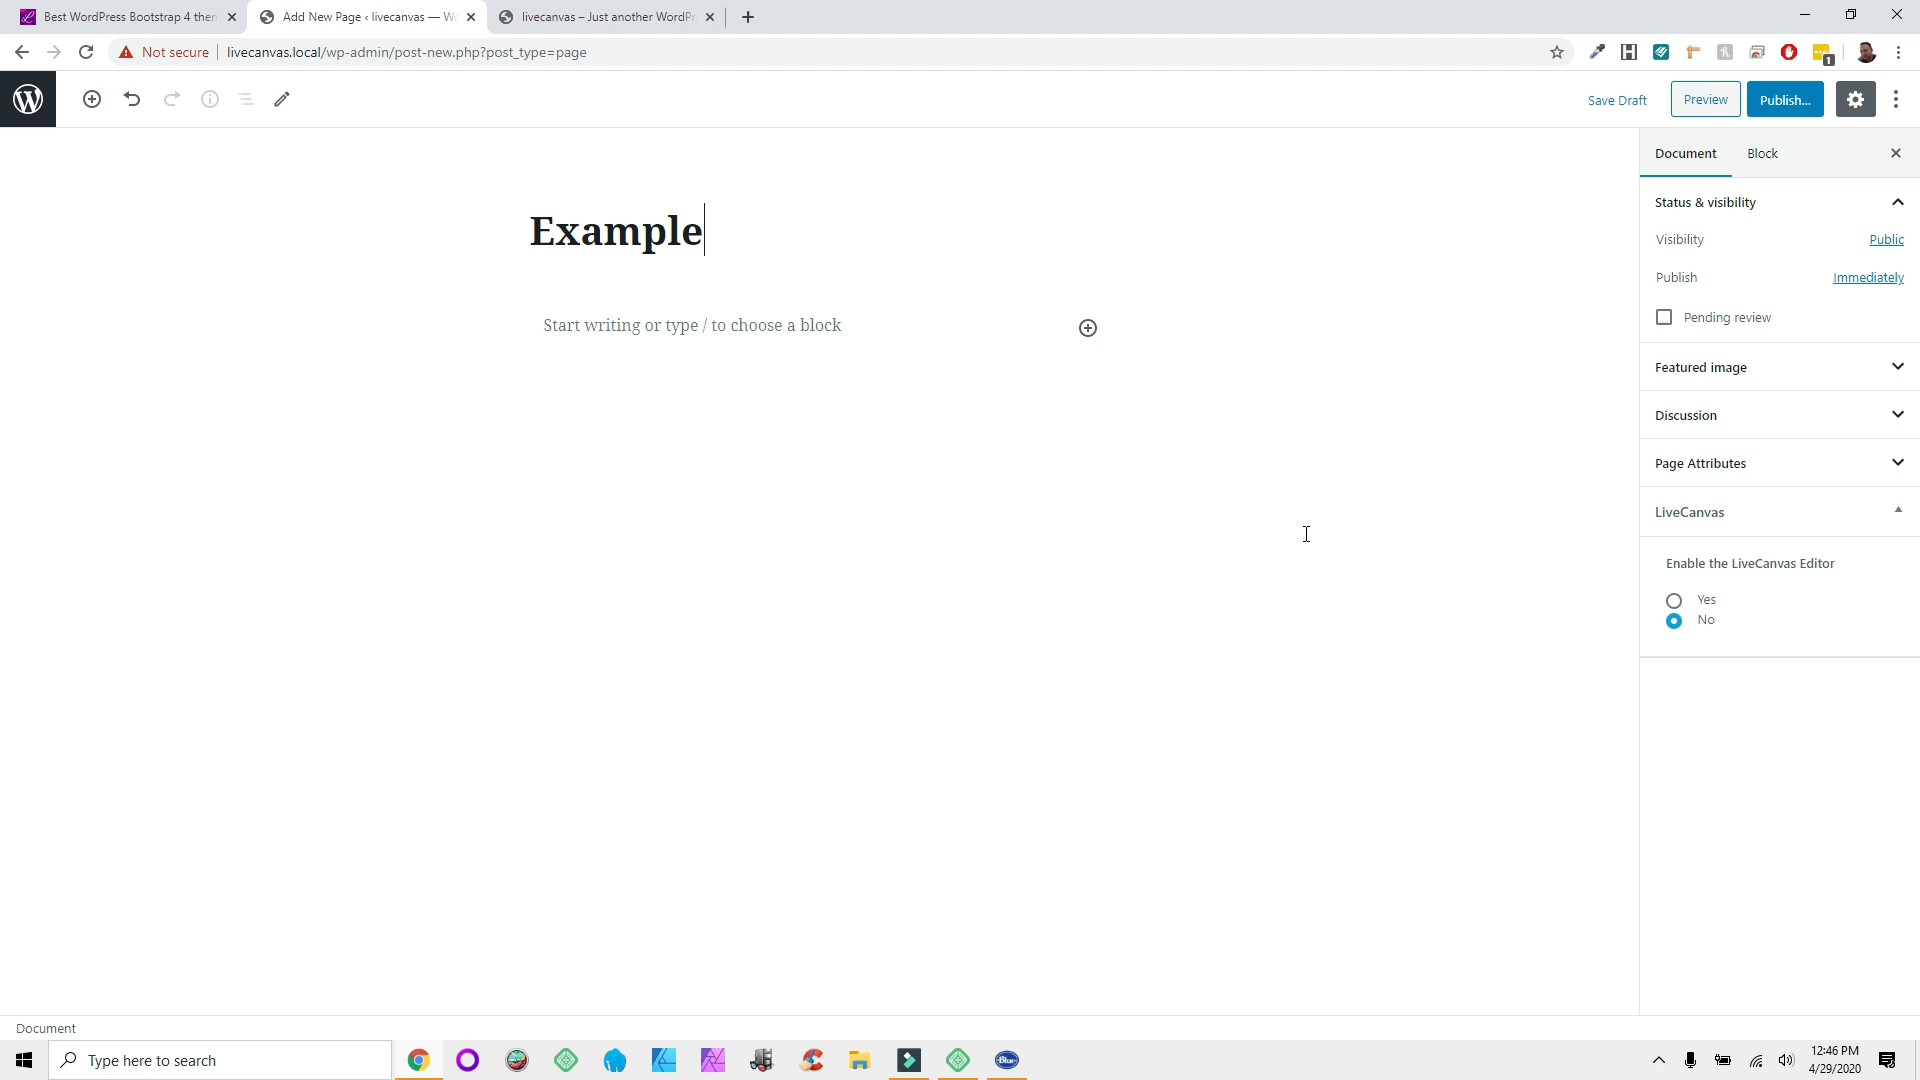 Best WordPress Bootstrap 4 then
Add New Page ‹ livecanvas — Wo
livecanvas – Just another WordPr
Not secure
livecanvas.local/wp-admin/post-new.php?post_type=page
1
Save Draft
Preview
Publish...
Document
Block
Example
Start writing or type / to choose a block
Status & visibility
Visibility
Public
Publish
Immediately
Pending review
Featured image
Discussion
Page Attributes
LiveCanvas
Enable the LiveCanvas Editor
Yes
No
Document
Type here to search
Blue
12:46 PM
4/29/2020